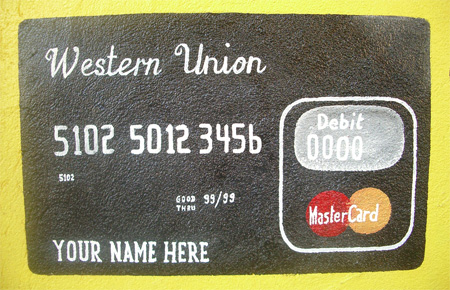 Western Union
Debit
0000
5102 5012 3456
5102
GOOD THRU 99/99
MasterCard
YOUR NAME HERE